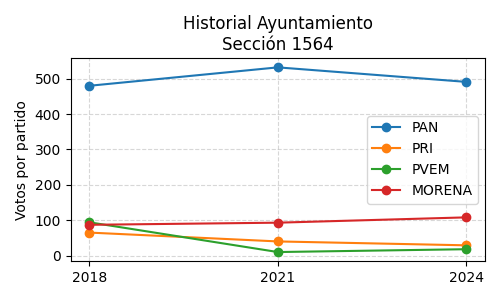 Historial Ayuntamiento
Sección 1564
Votos por partido
500
400
300
200
100
0
2018
2021
2024
PAN
PRI
PVEM
MORENA